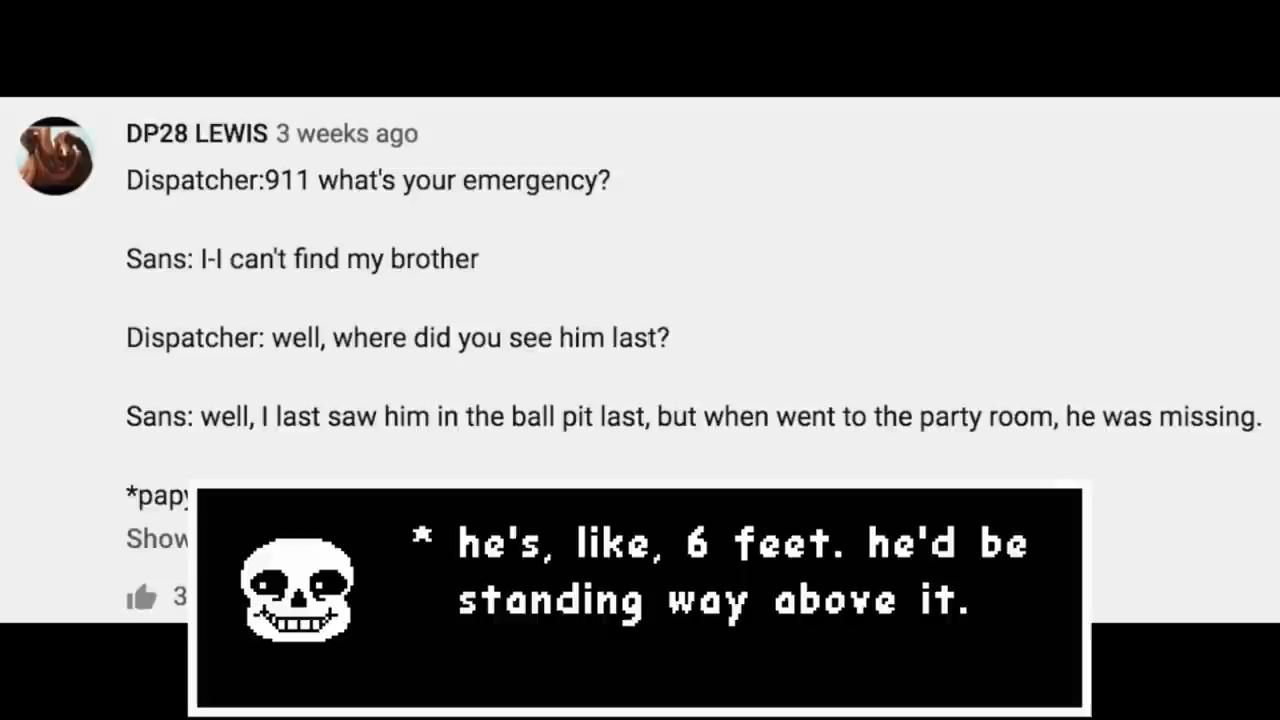 DP28 LEWIS 3 weeks ago
Dispatcher:911 what's your emergency?
Sans: I-I can't find my brother
Dispatcher: well, where did you see him last?
Sans: well, I last saw him in the ball pit last, but when went to the party room, he was missing.
*papy
Show
3
* he's, like, 6 feet. he'd be
standing way above it.